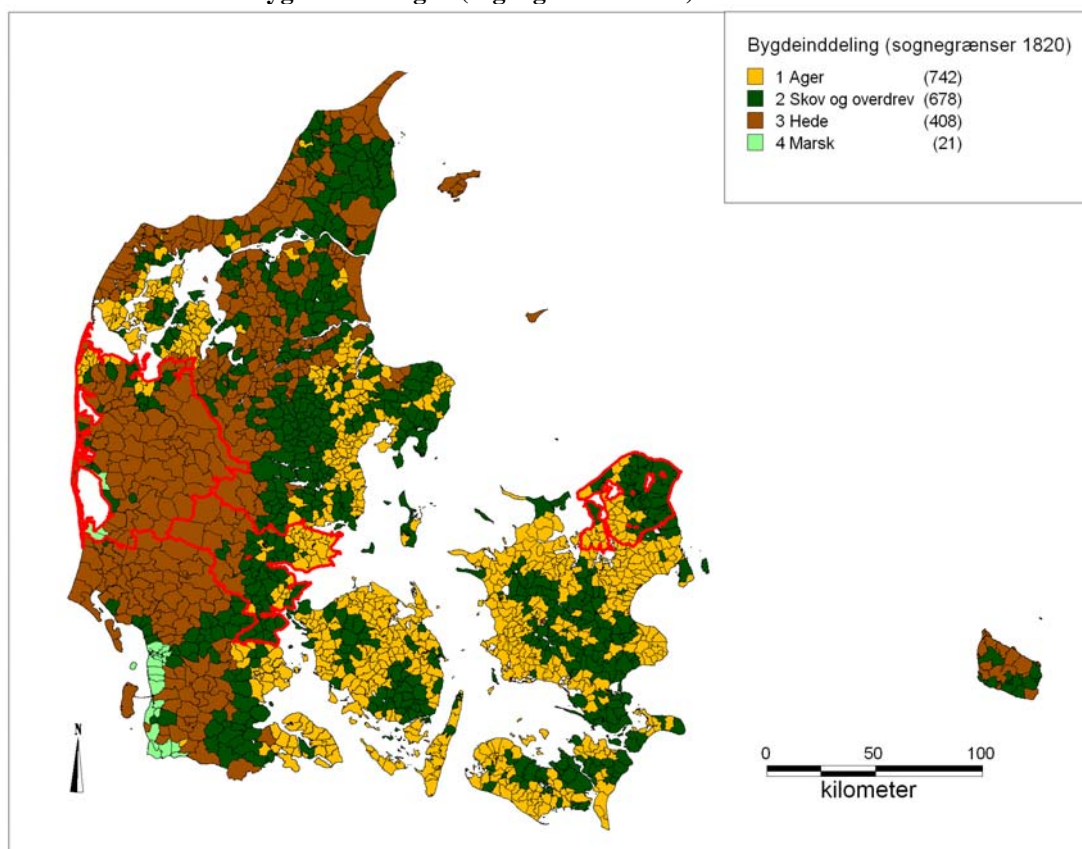 Bygdeinddeling (sognegrænser 1820)
1 Ager (742)
2 Skov og overdrev (678)
3 Hede (408)
4 Marsk (21)
N
0 50 100
kilometer